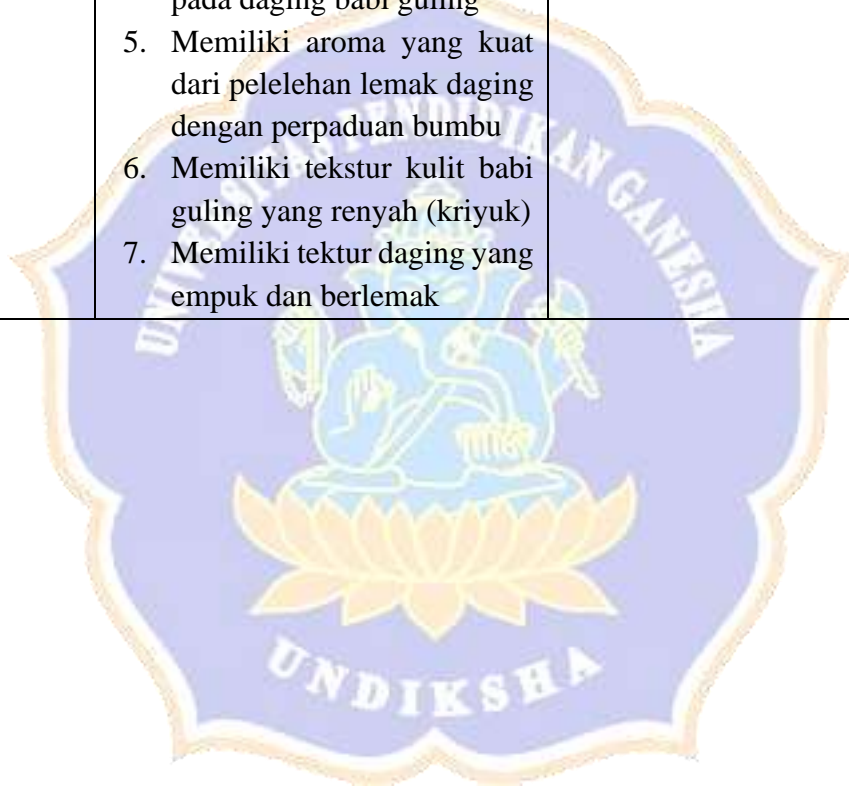 pada daging babi guling
5. Memiliki aroma yang kuat
dari pelelehan lemak daging
dengan perpaduan bumbu
6. Memiliki tekstur kulit babi
guling yang renyah (kriyuk)
7. Memiliki tektur daging yang
empuk dan berlemak
UNIVERSITAS PENDIDIKAN GANESHA
UNDIKSHA